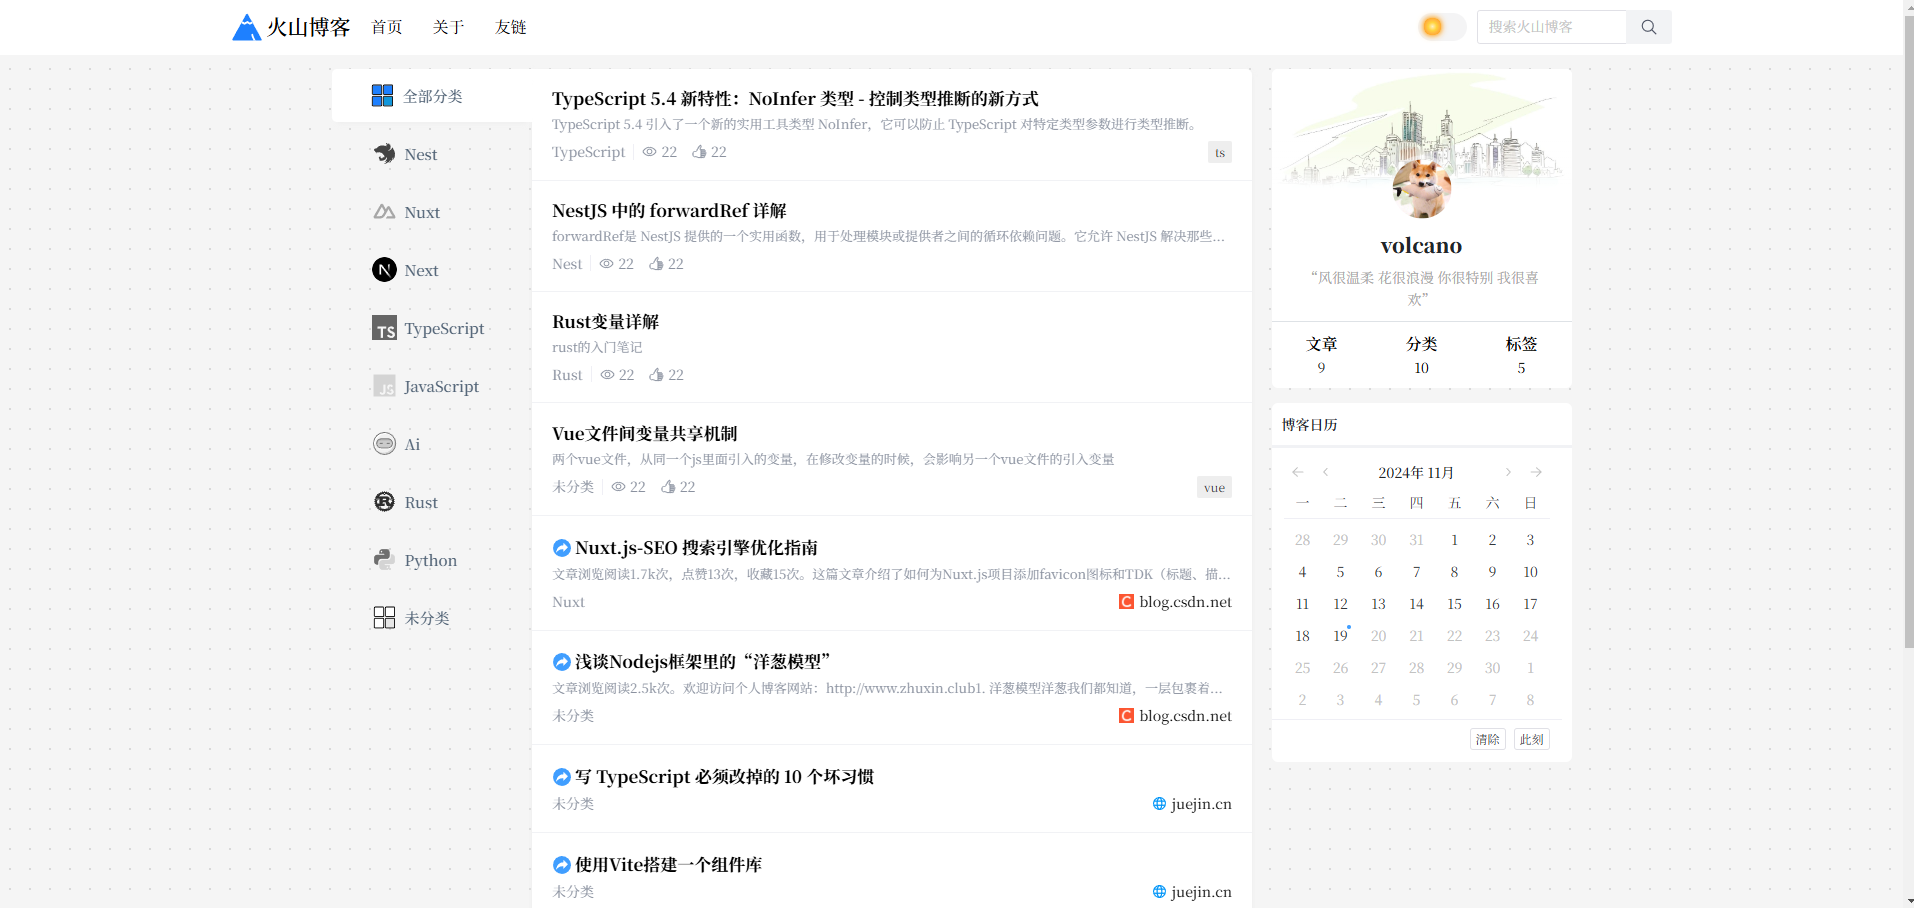 火山博客 首页 关于 友链
搜索火山博客
全部分类
Nest
Nuxt
Next
TypeScript
JavaScript
Ai
Rust
Python
未分类
TypeScript 5.4 新特性：NoInfer 类型 - 控制类型推断的新方式
TypeScript 5.4 引入了一个新的实用工具类型 NoInfer，它可以防止 TypeScript 对特定类型参数进行类型推断。
TypeScript 22 22 ts
NestJS 中的 forwardRef 详解
forwardRef是 NestJS 提供的一个实用函数，用于处理模块或提供者之间的循环依赖问题。它允许 NestJS 解决那些...
Nest 22 22
Rust变量详解
rust的入门笔记
Rust 22 22
Vue文件间变量共享机制
两个vue文件，从同一个js里面引入的变量，在修改变量的时候，会影响另一个vue文件的引入变量
未分类 22 22 vue
Nuxt.js-SEO 搜索引擎优化指南
文章浏览阅读1.7k次，点赞13次，收藏15次。这篇文章介绍了如何为Nuxt.js项目添加favicon图标和TDK（标题、描...
Nuxt C blog.csdn.net
浅谈Nodejs框架里的“洋葱模型”
文章浏览阅读2.5k次。欢迎访问个人博客网站：http://www.zhuxin.club1. 洋葱模型洋葱我们都知道，一层包裹着...
未分类 C blog.csdn.net
写 TypeScript 必须改掉的 10 个坏习惯
未分类 juejin.cn
使用Vite搭建一个组件库
未分类 juejin.cn
volcano
“风很温柔 花很浪漫 你很特别 我很喜
欢”
文章 分类 标签
9 10 5
博客日历
2024年 11月
一 二 三 四 五 六 日
28 29 30 31 1 2 3
4 5 6 7 8 9 10
11 12 13 14 15 16 17
18 19 20 21 22 23 24
25 26 27 28 29 30 1
2 3 4 5 6 7 8
清除 此刻